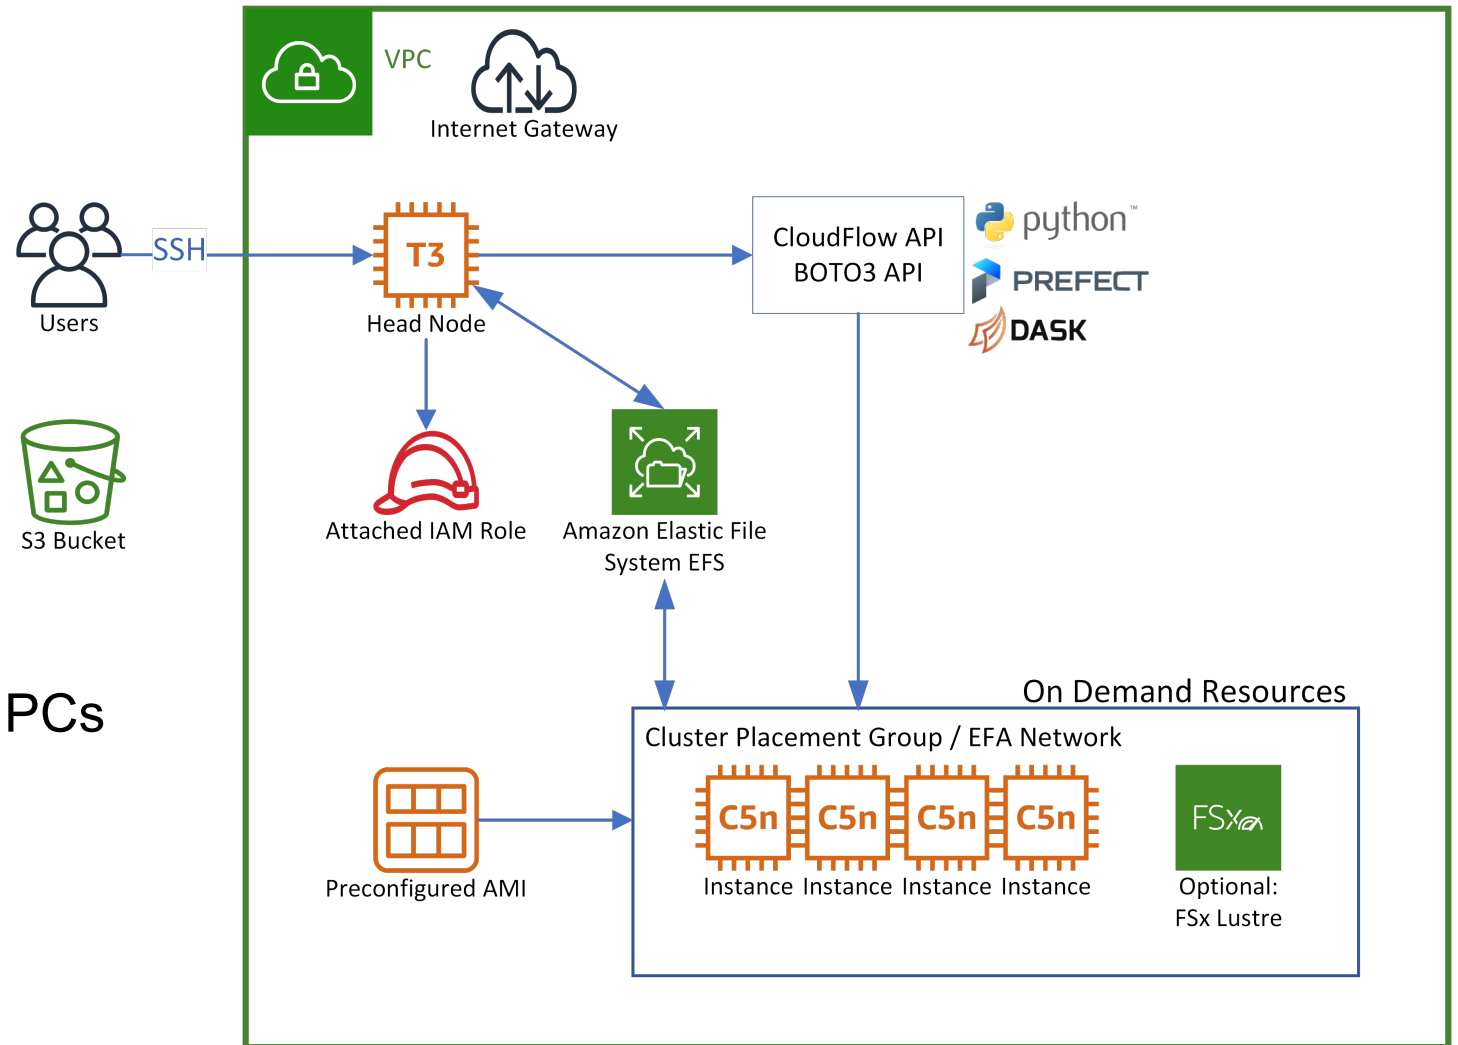 VPC
Internet Gateway
SSH
Users
T3
Head Node
CloudFlow API
BOTO3 API
python™
PREFECT
DASK
S3 Bucket
Attached IAM Role
Amazon Elastic File
System EFS
PCs
On Demand Resources
Cluster Placement Group / EFA Network
C5n
C5n
C5n
C5n
Instance
Instance
Instance
Instance
FSx
Optional:
FSx Lustre
Preconfigured AMI